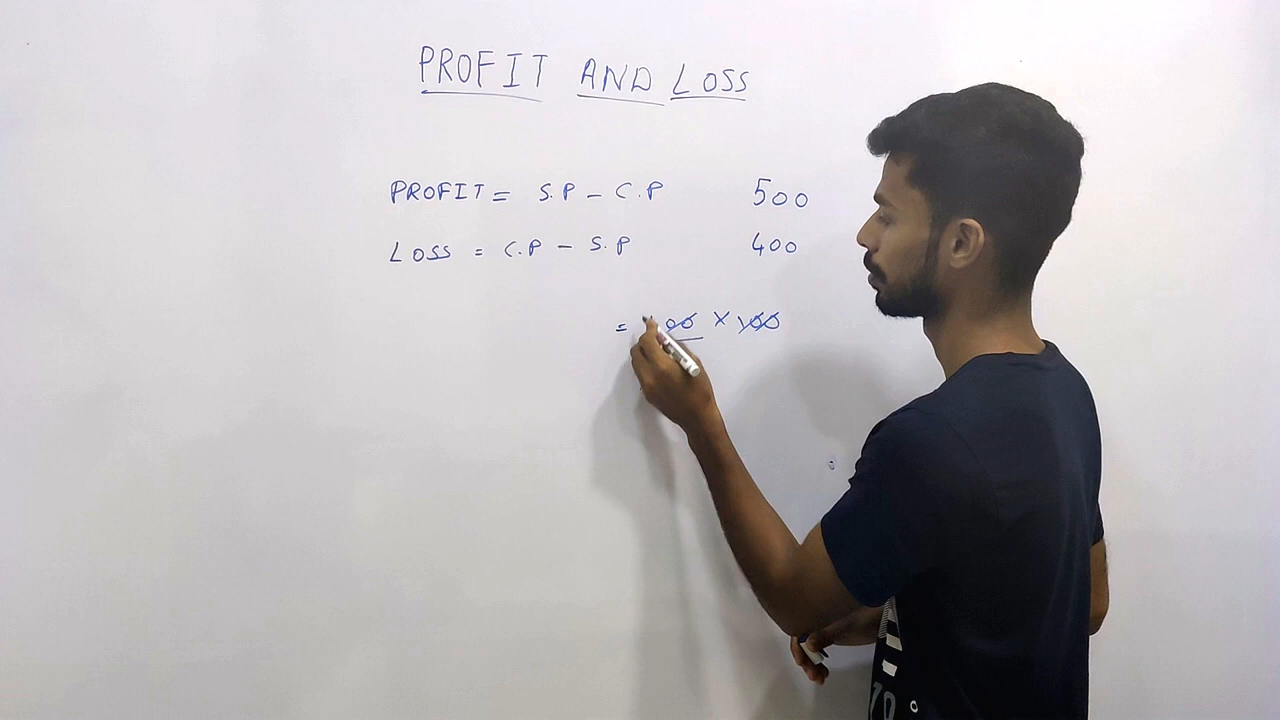 PROFIT AND LOSS
PROFIT = S.P - C.P 500
LOSS = C.P - S.P 400
= 00 X 100